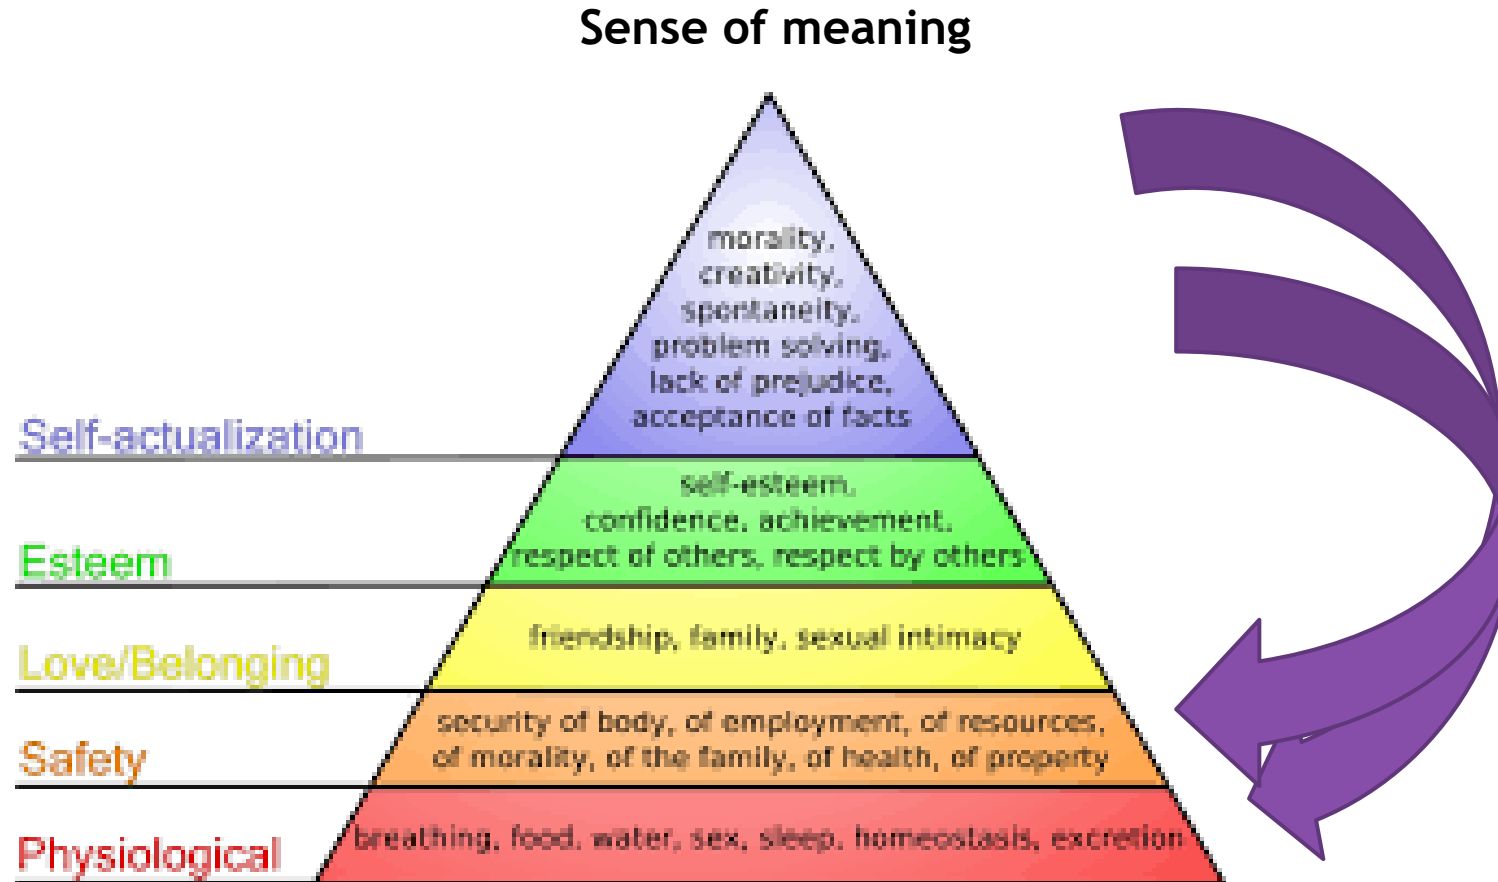 Sense of meaning
morality,
creativity,
spontaneity,
problem solving,
lack of prejudice,
acceptance of facts
Self-actualization
self-esteem,
confidence, achievement,
respect of others, respect by others
Esteem
friendship, family, sexual intimacy
Love/Belonging
security of body, of employment, of resources,
of morality, of the family, of health, of property
Safety
breathing, food, water, sex, sleep, homeostasis, excretion
Physiological